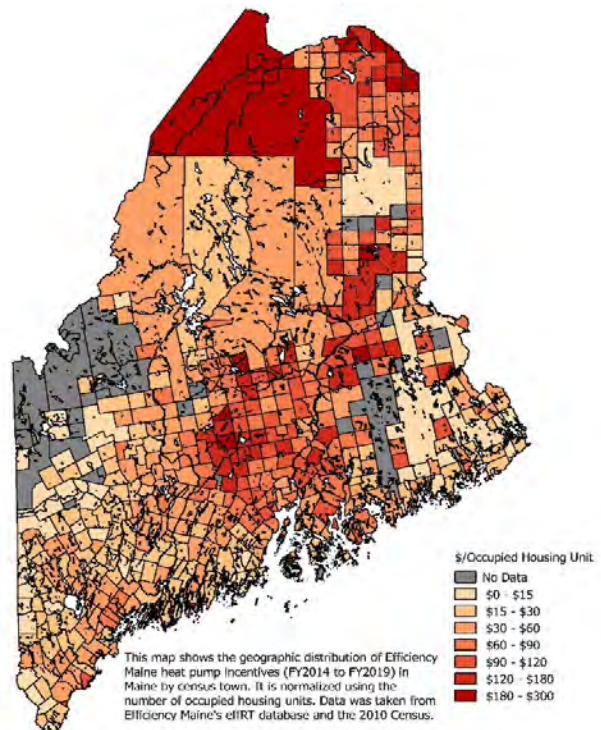 $/Occupied Housing Unit
No Data
$0 - $15
$15 - $30
$30 - $60
$60 - $90
$90 - $120
$120 - $180
$180 - $300
This map shows the geographic distribution of Efficiency
Maine heat pump incentives (FY2014 to FY2019) in
Maine by census town. It is normalized using the
number of occupied housing units. Data was taken from
Efficiency Maine's effRT database and the 2010 Census.